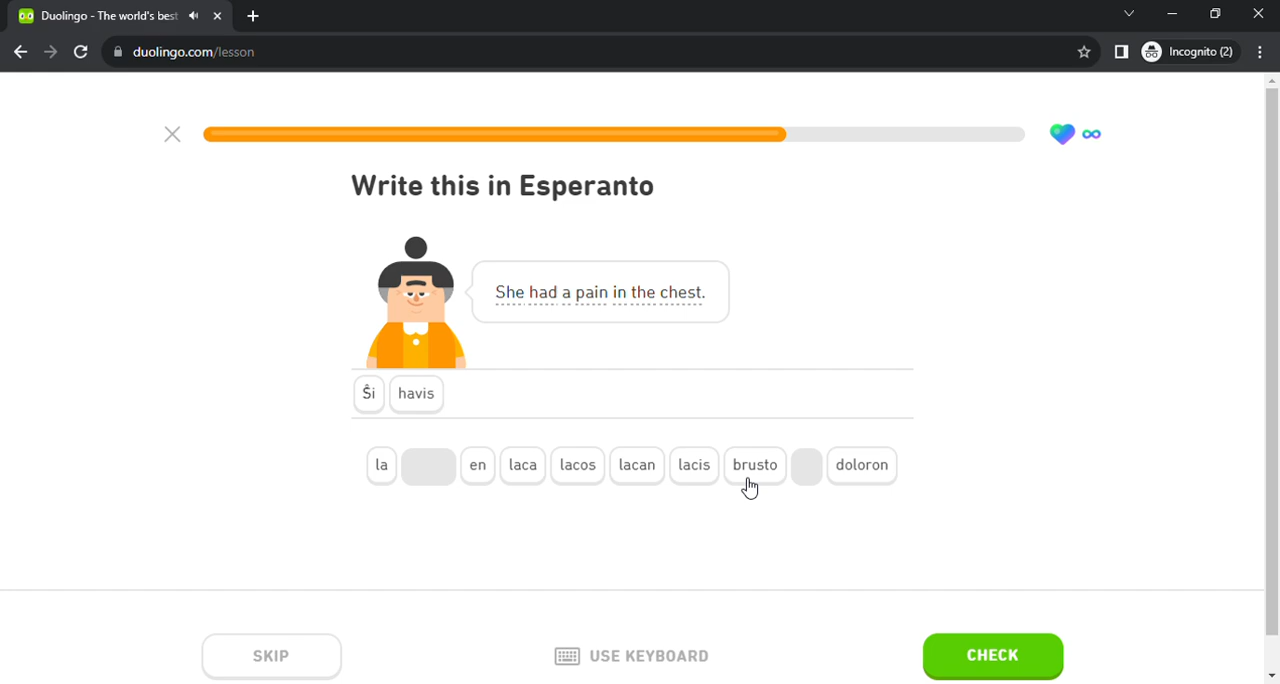 Duolingo - The world's best
duolingo.com/lesson
Incognito (2)
Write this in Esperanto
She had a pain in the chest.
Ŝi havis
la en laca lacos lacan lacis brusto doloron
SKIP USE KEYBOARD CHECK